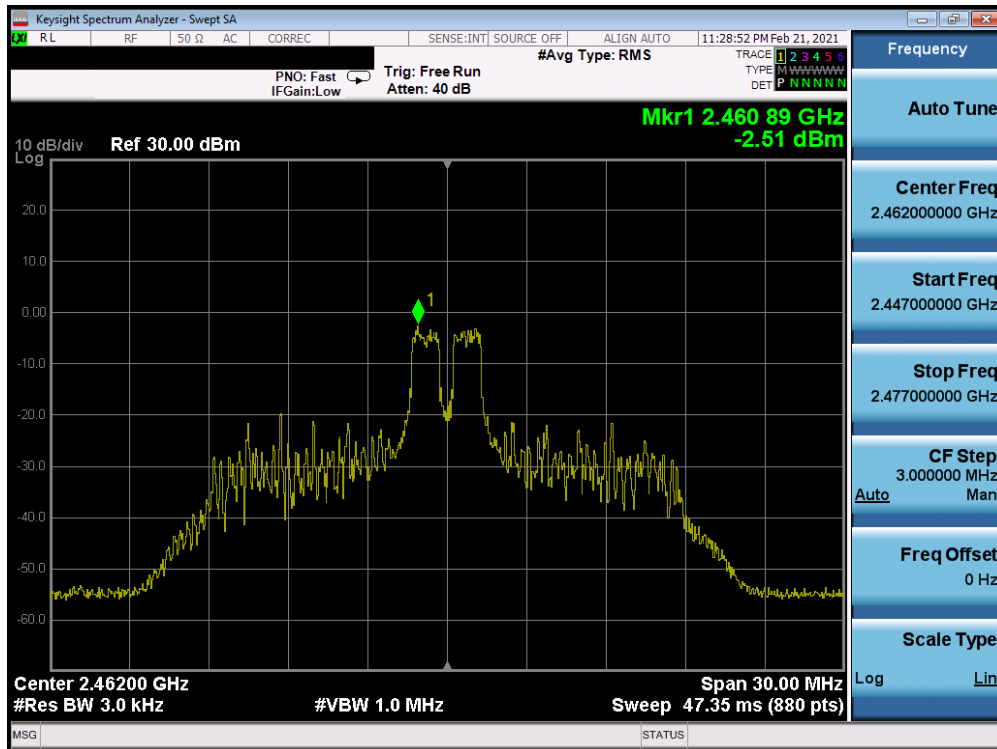 Keysight Spectrum Analyzer - Swept SA
LXI RL RF 50 Ω AC CORREC SENSE:INT SOURCE OFF ALIGN AUTO 11:28:52 PM Feb 21, 2021
#Avg Type: RMS
TRACE 1 2 3 4 5 6
TYPE M WWWWW
DET P N N N N N
PNO: Fast
IFGain:Low
Trig: Free Run
Atten: 40 dB
Mkr1 2.460 89 GHz
-2.51 dBm
10 dB/div
Log
Ref 30.00 dBm
20.0
10.0
0.00
-10.0
-20.0
-30.0
-40.0
-50.0
-60.0
1
Center 2.46200 GHz
Span 30.00 MHz
#Res BW 3.0 kHz
#VBW 1.0 MHz
Sweep 47.35 ms (880 pts)
MSG
STATUS
Frequency
Auto Tune
Center Freq
2.462000000 GHz
Start Freq
2.447000000 GHz
Stop Freq
2.477000000 GHz
CF Step
3.000000 MHz
Auto Man
Freq Offset
0 Hz
Scale Type
Log Lin